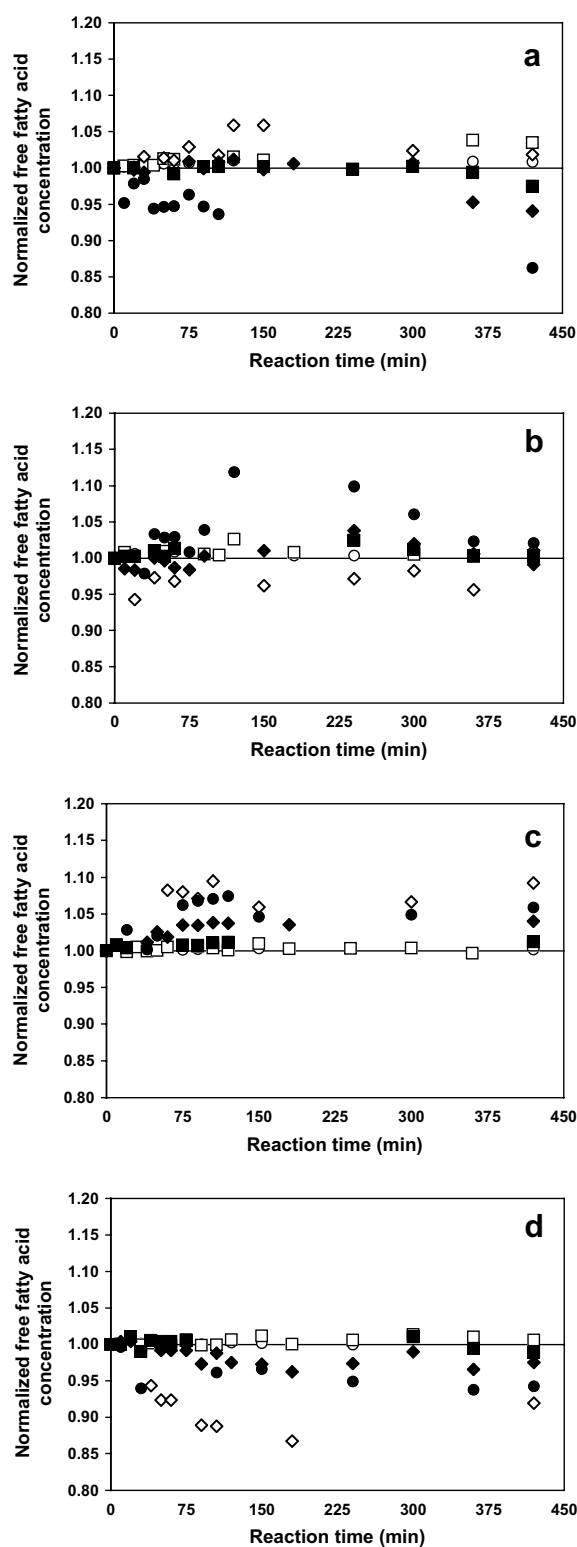 a
Normalized free fatty acid
concentration
1.20
1.15
1.10
1.05
1.00
0.95
0.90
0.85
0.80
0 75 150 225 300 375 450
Reaction time (min)
b
Normalized free fatty acid
concentration
1.20
1.15
1.10
1.05
1.00
0.95
0.90
0.85
0.80
0 75 150 225 300 375 450
Reaction time (min)
c
Normalized free fatty acid
concentration
1.20
1.15
1.10
1.05
1.00
0.95
0.90
0.85
0.80
0 75 150 225 300 375 450
Reaction time (min)
d
Normalized free fatty acid
concentration
1.20
1.15
1.10
1.05
1.00
0.95
0.90
0.85
0.80
0 75 150 225 300 375 450
Reaction time (min)